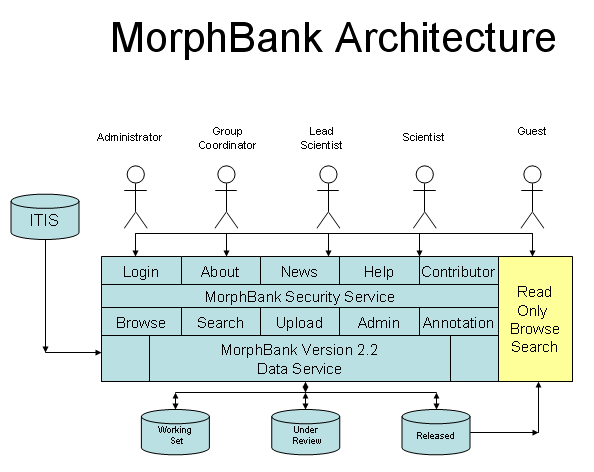 MorphBank Architecture
Administrator
Group
Coordinator
Lead
Scientist
Scientist
Guest
ITIS
Login
About
News
Help
Contributor
MorphBank Security Service
Browse
Search
Upload
Admin
Annotation
MorphBank Version 2.2
Data Service
Read
Only
Browse
Search
Working
Set
Under
Review
Released